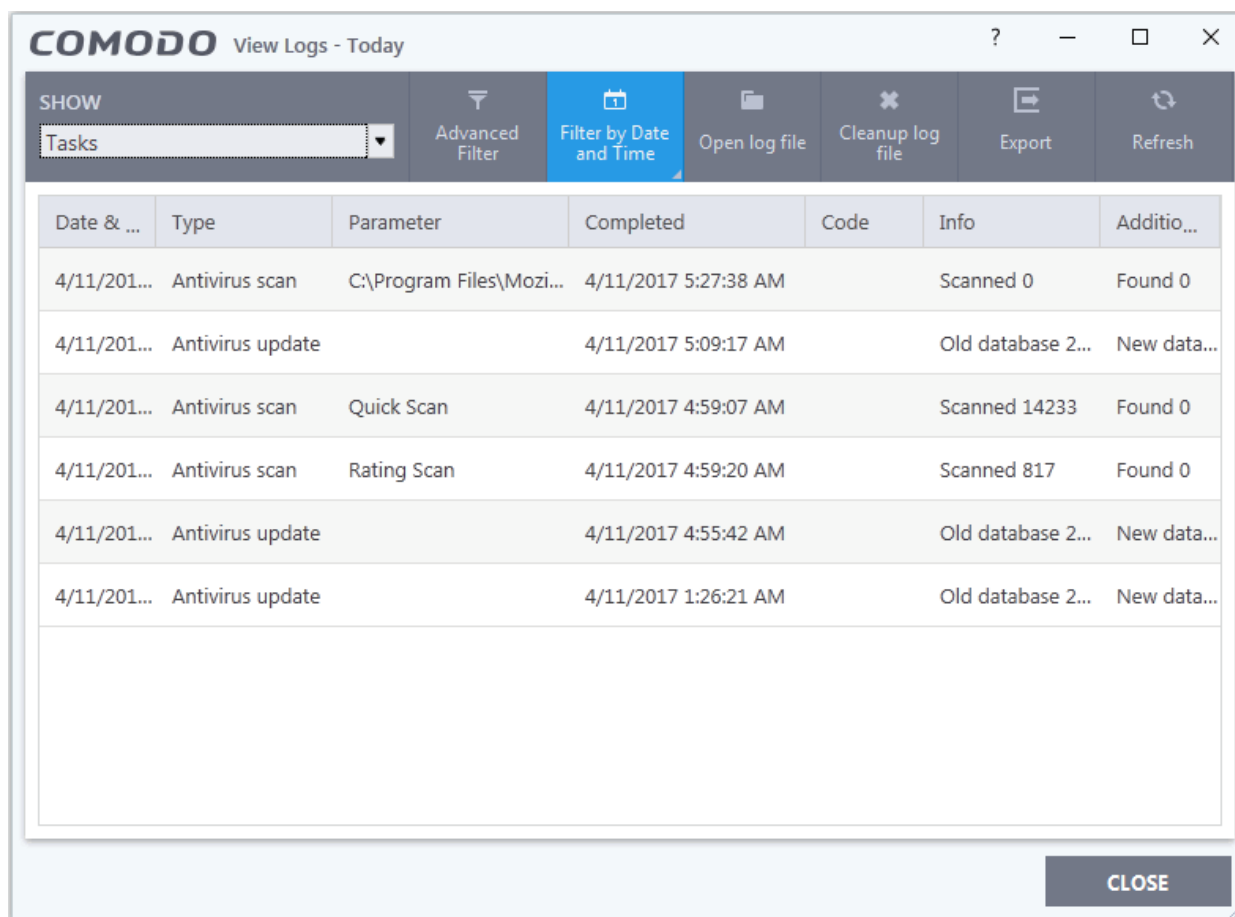 COMODO View Logs - Today ?
SHOW
Tasks
Advanced
Filter
Filter by Date
and Time
Open log file
Cleanup log
file
Export
Refresh
Date & ... Type Parameter Completed Code Info Additio...
4/11/201... Antivirus scan C:\Program Files\Mozi... 4/11/2017 5:27:38 AM Scanned 0 Found 0
4/11/201... Antivirus update 4/11/2017 5:09:17 AM Old database 2... New data...
4/11/201... Antivirus scan Quick Scan 4/11/2017 4:59:07 AM Scanned 14233 Found 0
4/11/201... Antivirus scan Rating Scan 4/11/2017 4:59:20 AM Scanned 817 Found 0
4/11/201... Antivirus update 4/11/2017 4:55:42 AM Old database 2... New data...
4/11/201... Antivirus update 4/11/2017 1:26:21 AM Old database 2... New data...
CLOSE